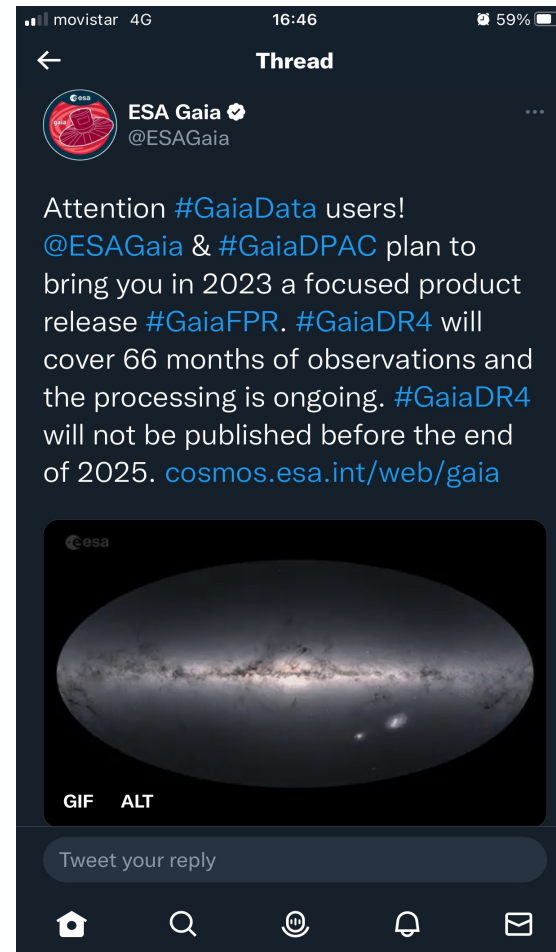 movistar 4G 16:46 59%
Thread
esa
gaia
ESA Gaia
@ESAGaia
Attention #GaiaData users!
@ESAGaia & #GaiaDPAC plan to
bring you in 2023 a focused product
release #GaiaFPR. #GaiaDR4 will
cover 66 months of observations and
the processing is ongoing. #GaiaDR4
will not be published before the end
of 2025. cosmos.esa.int/web/gaia
esa
GIF ALT
Tweet your reply